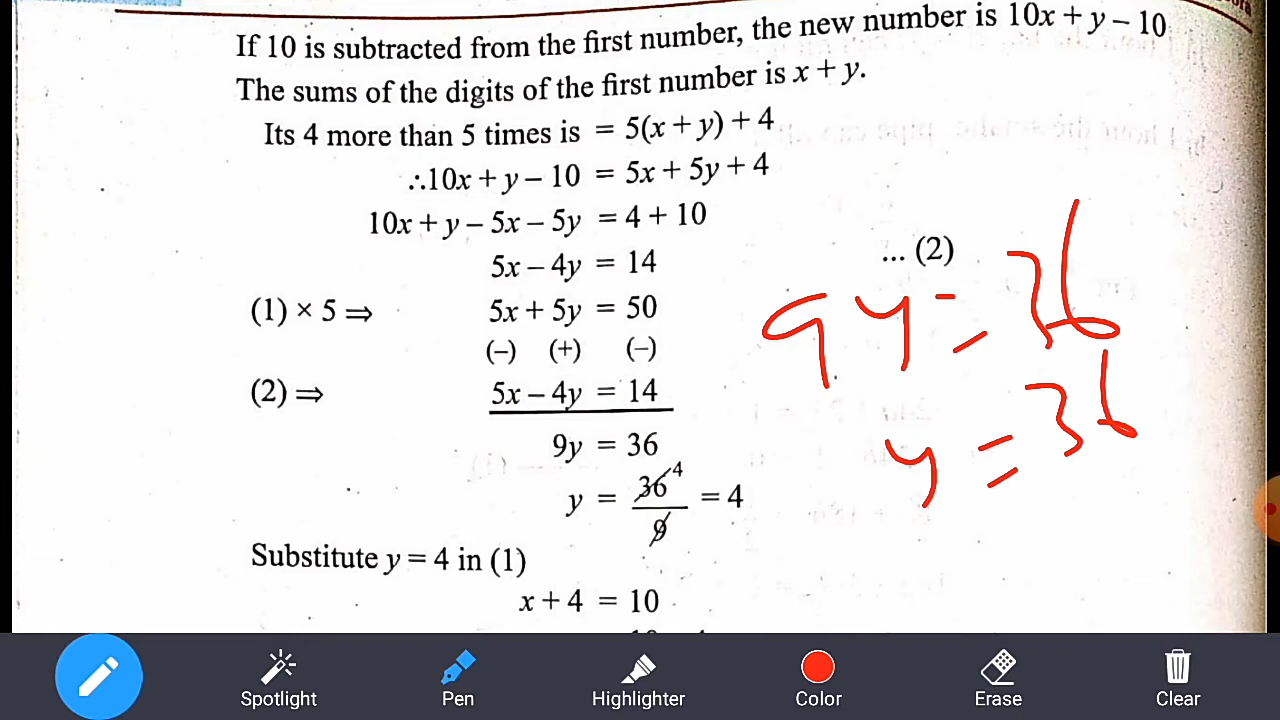 If 10 is subtracted from the first number, the new number is 10x + y – 10
The sums of the digits of the first number is x + y.
Its 4 more than 5 times is = 5(x + y) + 4
∴10x + y – 10 = 5x + 5y + 4
10x + y – 5x – 5y = 4 + 10
5x – 4y = 14 ... (2)
(1) × 5 ⇒ 5x + 5y = 50
(–) (+) (–)
(2) ⇒ 5x – 4y = 14
9y = 36
y = 36/9 4 = 4
Substitute y = 4 in (1)
x + 4 = 10
9y = 36
y = 36
Spotlight
Pen
Highlighter
Color
Erase
Clear